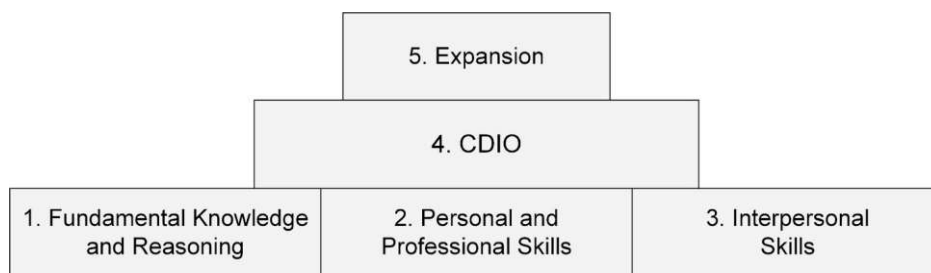 5. Expansion
4. CDIO
1. Fundamental Knowledge
and Reasoning
2. Personal and
Professional Skills
3. Interpersonal
Skills